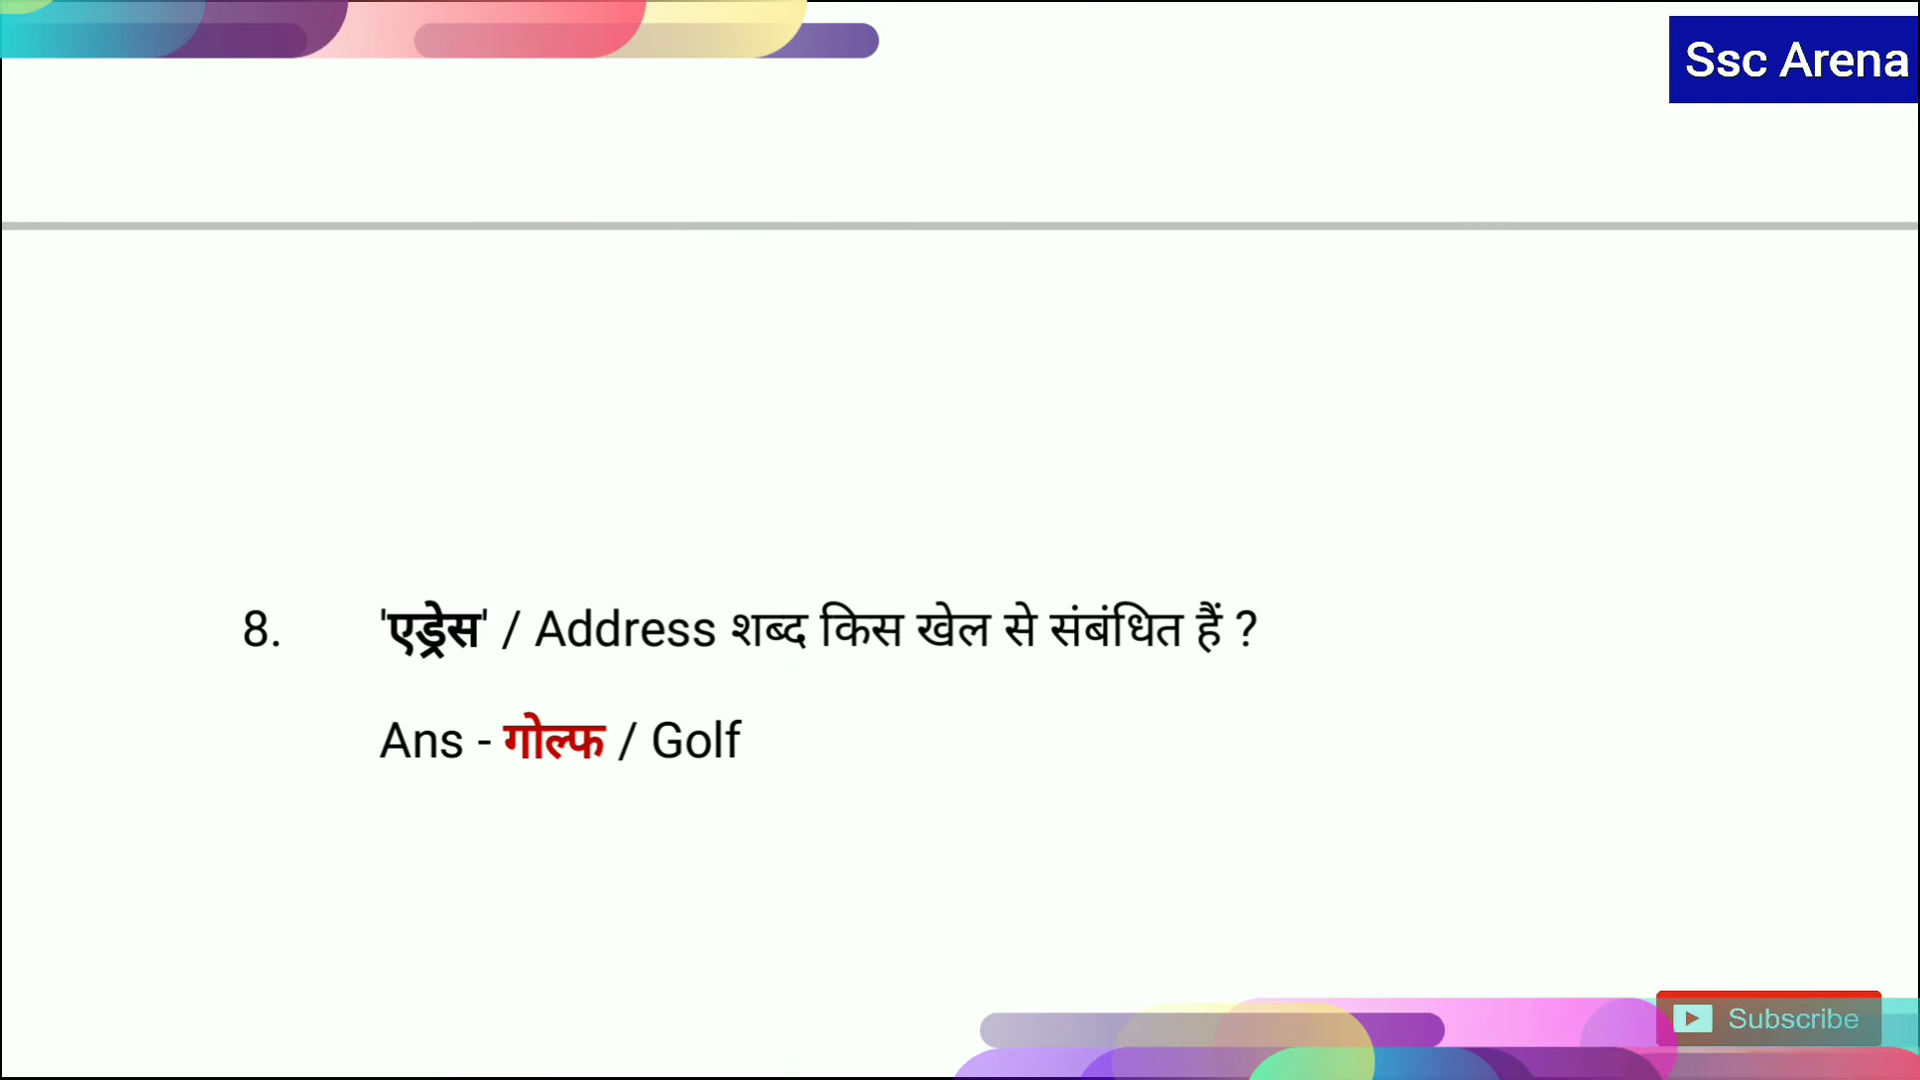 Ssc Arena
8. 'एड्रेस' / Address शब्द किस खेल से संबंधित हैं ?
Ans - गोल्फ / Golf
Subscribe